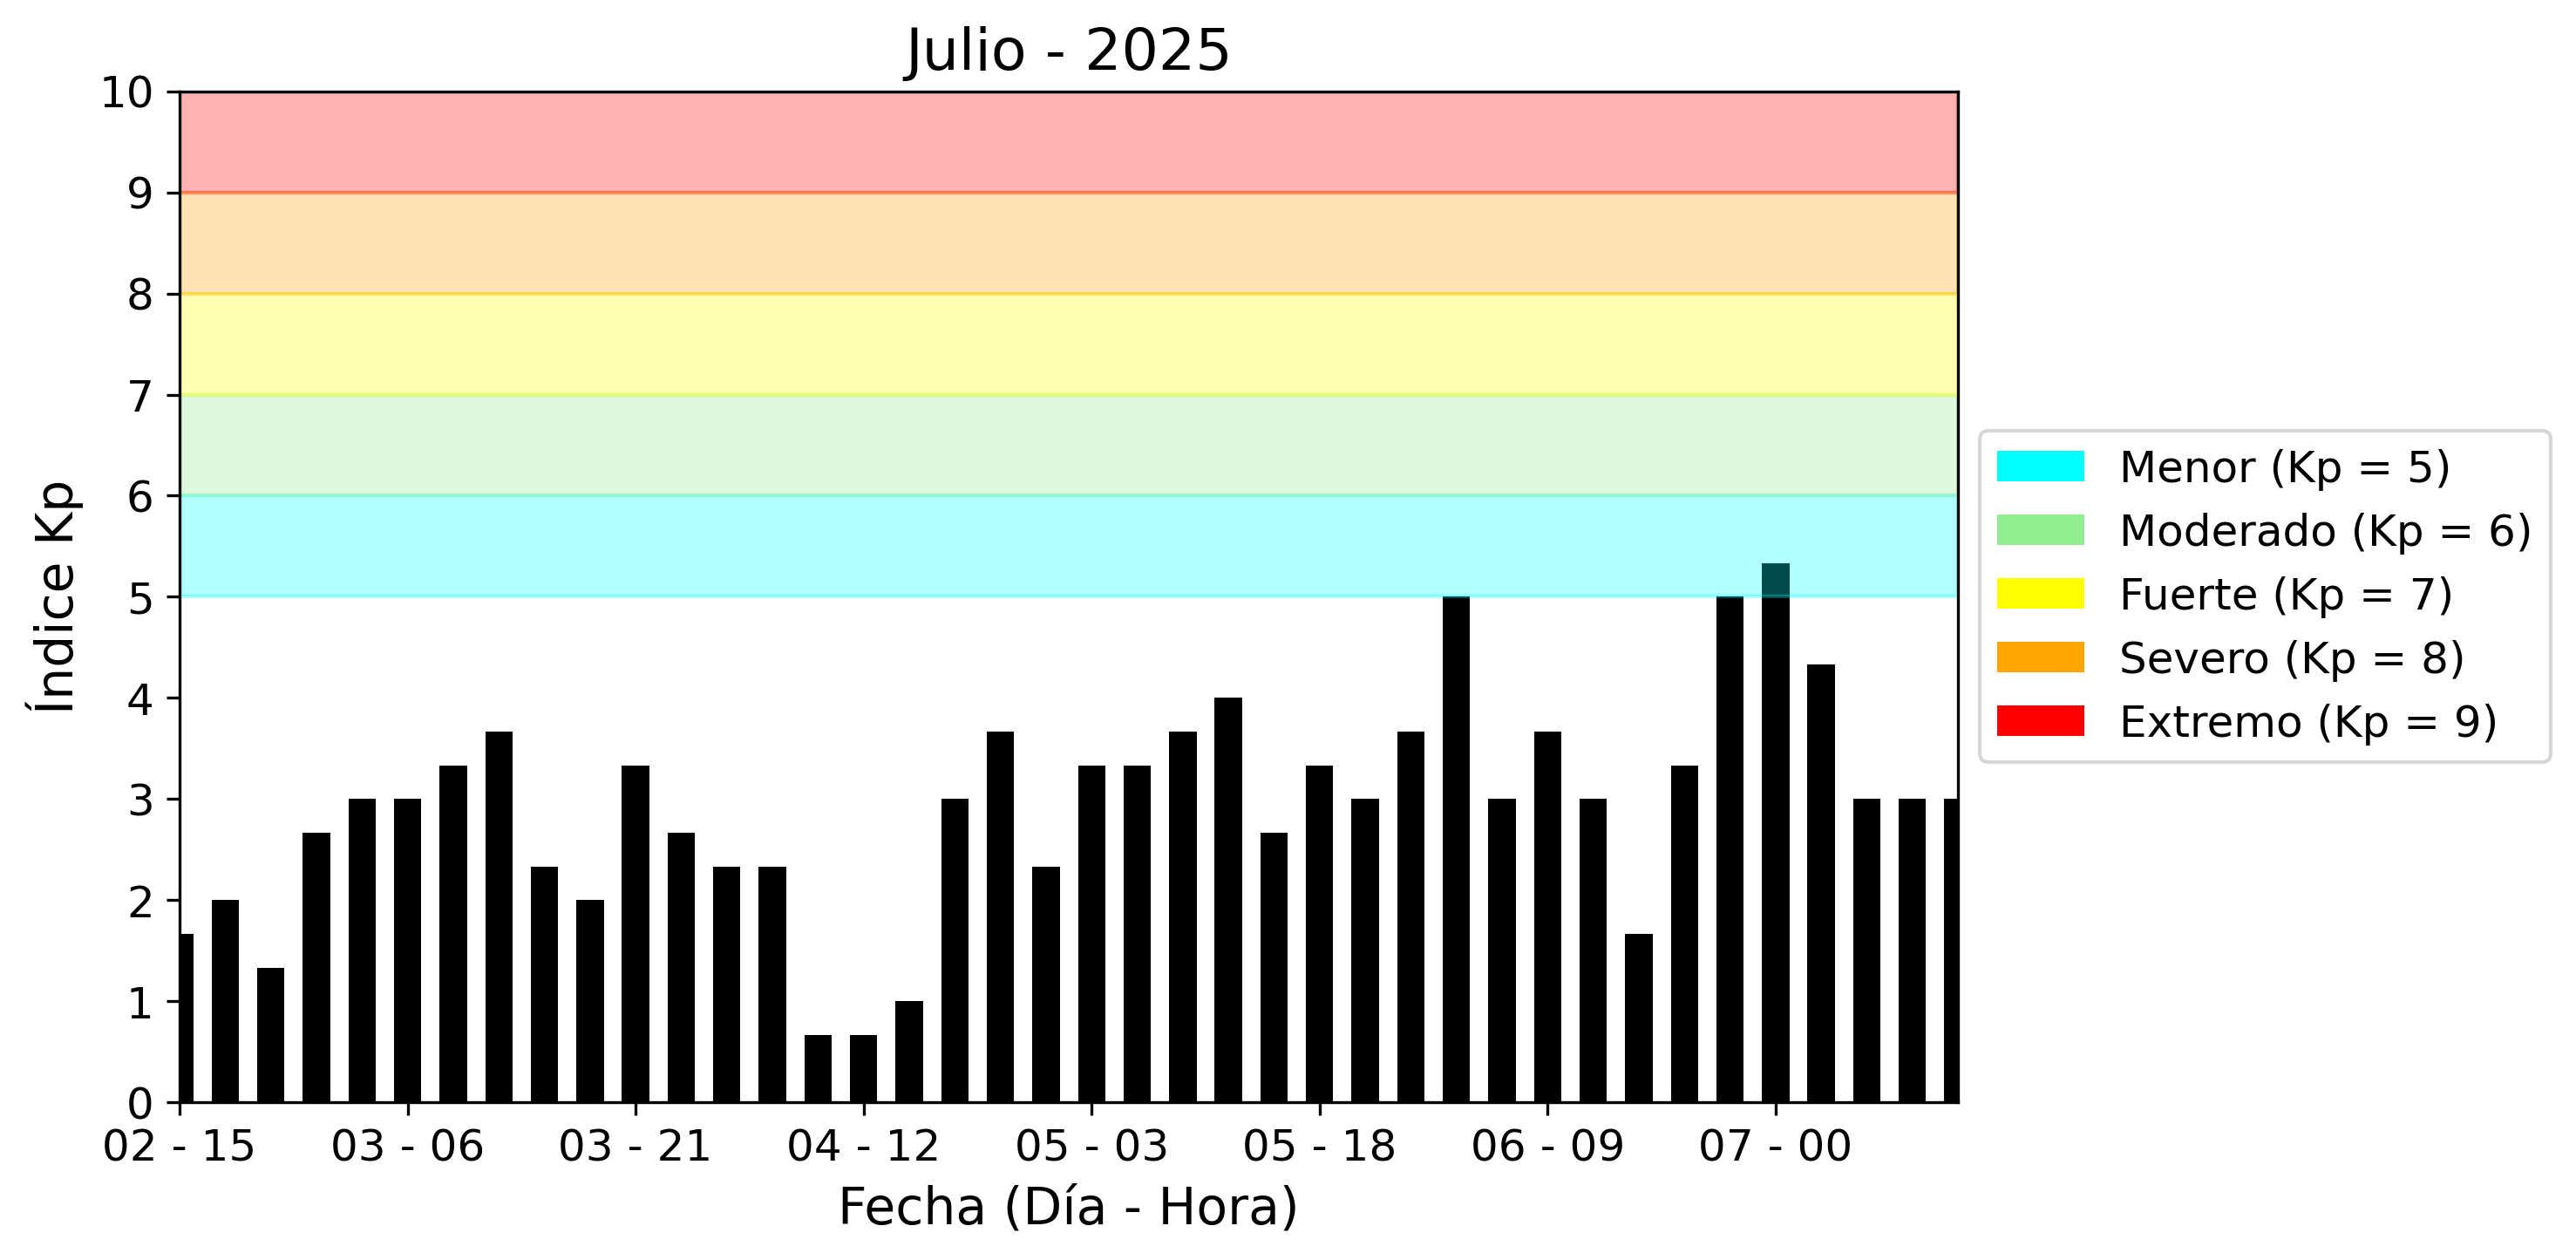 Julio - 2025
10
9
8
7
6
5
4
3
2
1
0
Índice Kp
02 - 15 03 - 06 03 - 21 04 - 12 05 - 03 05 - 18 06 - 09 07 - 00
Fecha (Día - Hora)
Menor (Kp = 5)
Moderado (Kp = 6)
Fuerte (Kp = 7)
Severo (Kp = 8)
Extremo (Kp = 9)